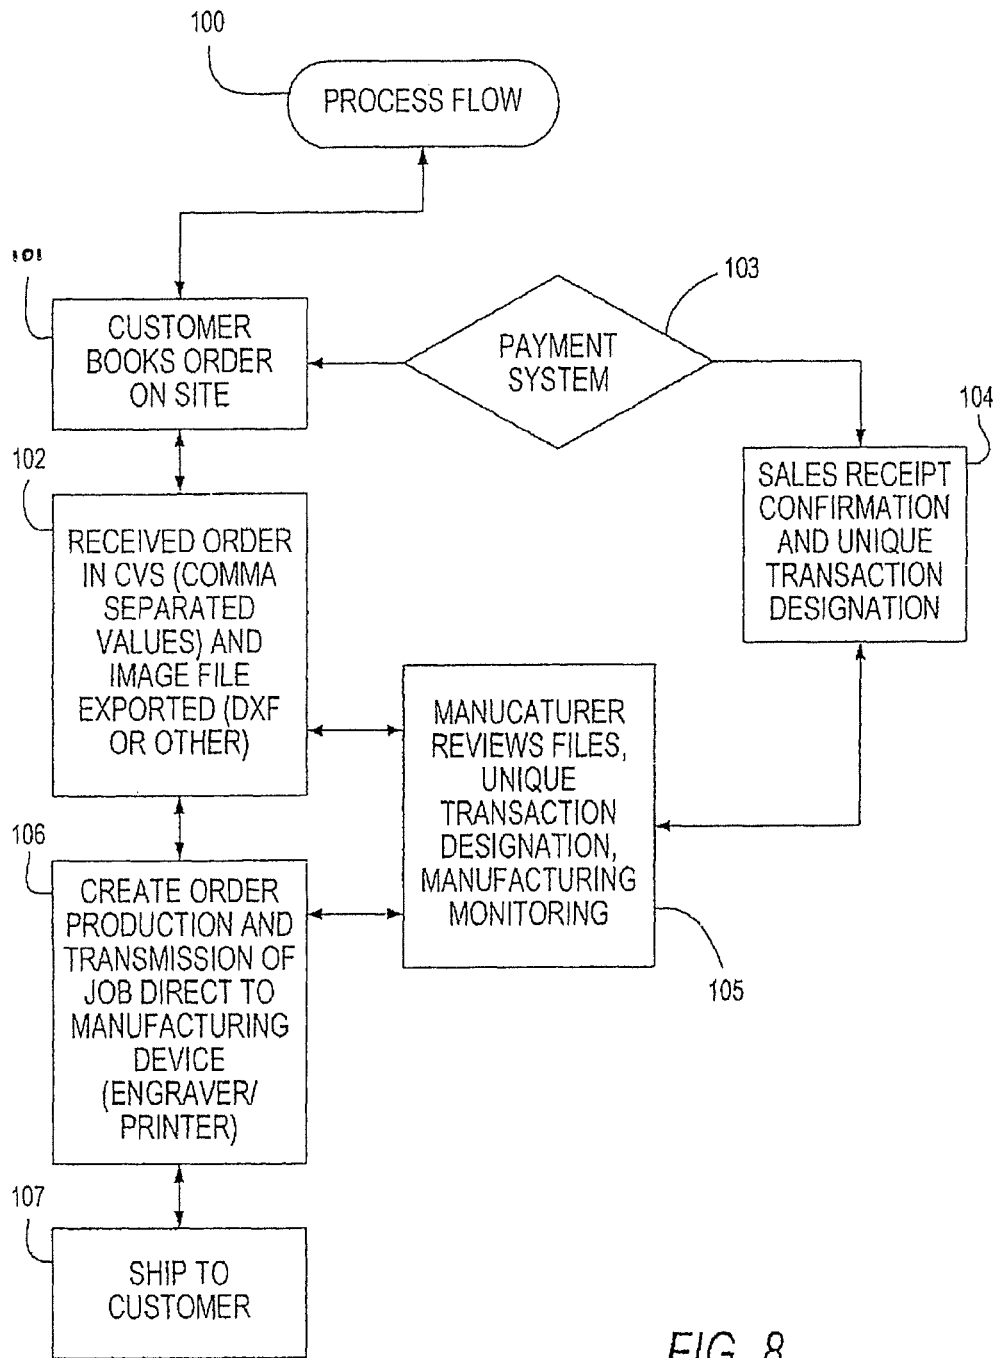 100
PROCESS FLOW
101
CUSTOMER
BOOKS ORDER
ON SITE
103
PAYMENT
SYSTEM
104
SALES RECEIPT
CONFIRMATION
AND UNIQUE
TRANSACTION
DESIGNATION
102
RECEIVED ORDER
IN CVS (COMMA
SEPARATED
VALUES) AND
IMAGE FILE
EXPORTED (DXF
OR OTHER)
MANUCATURER
REVIEWS FILES,
UNIQUE
TRANSACTION
DESIGNATION,
MANUFACTURING
MONITORING
105
106
CREATE ORDER
PRODUCTION AND
TRANSMISSION OF
JOB DIRECT TO
MANUFACTURING
DEVICE
(ENGRAVER/
PRINTER)
107
SHIP TO
CUSTOMER
FIG. 8